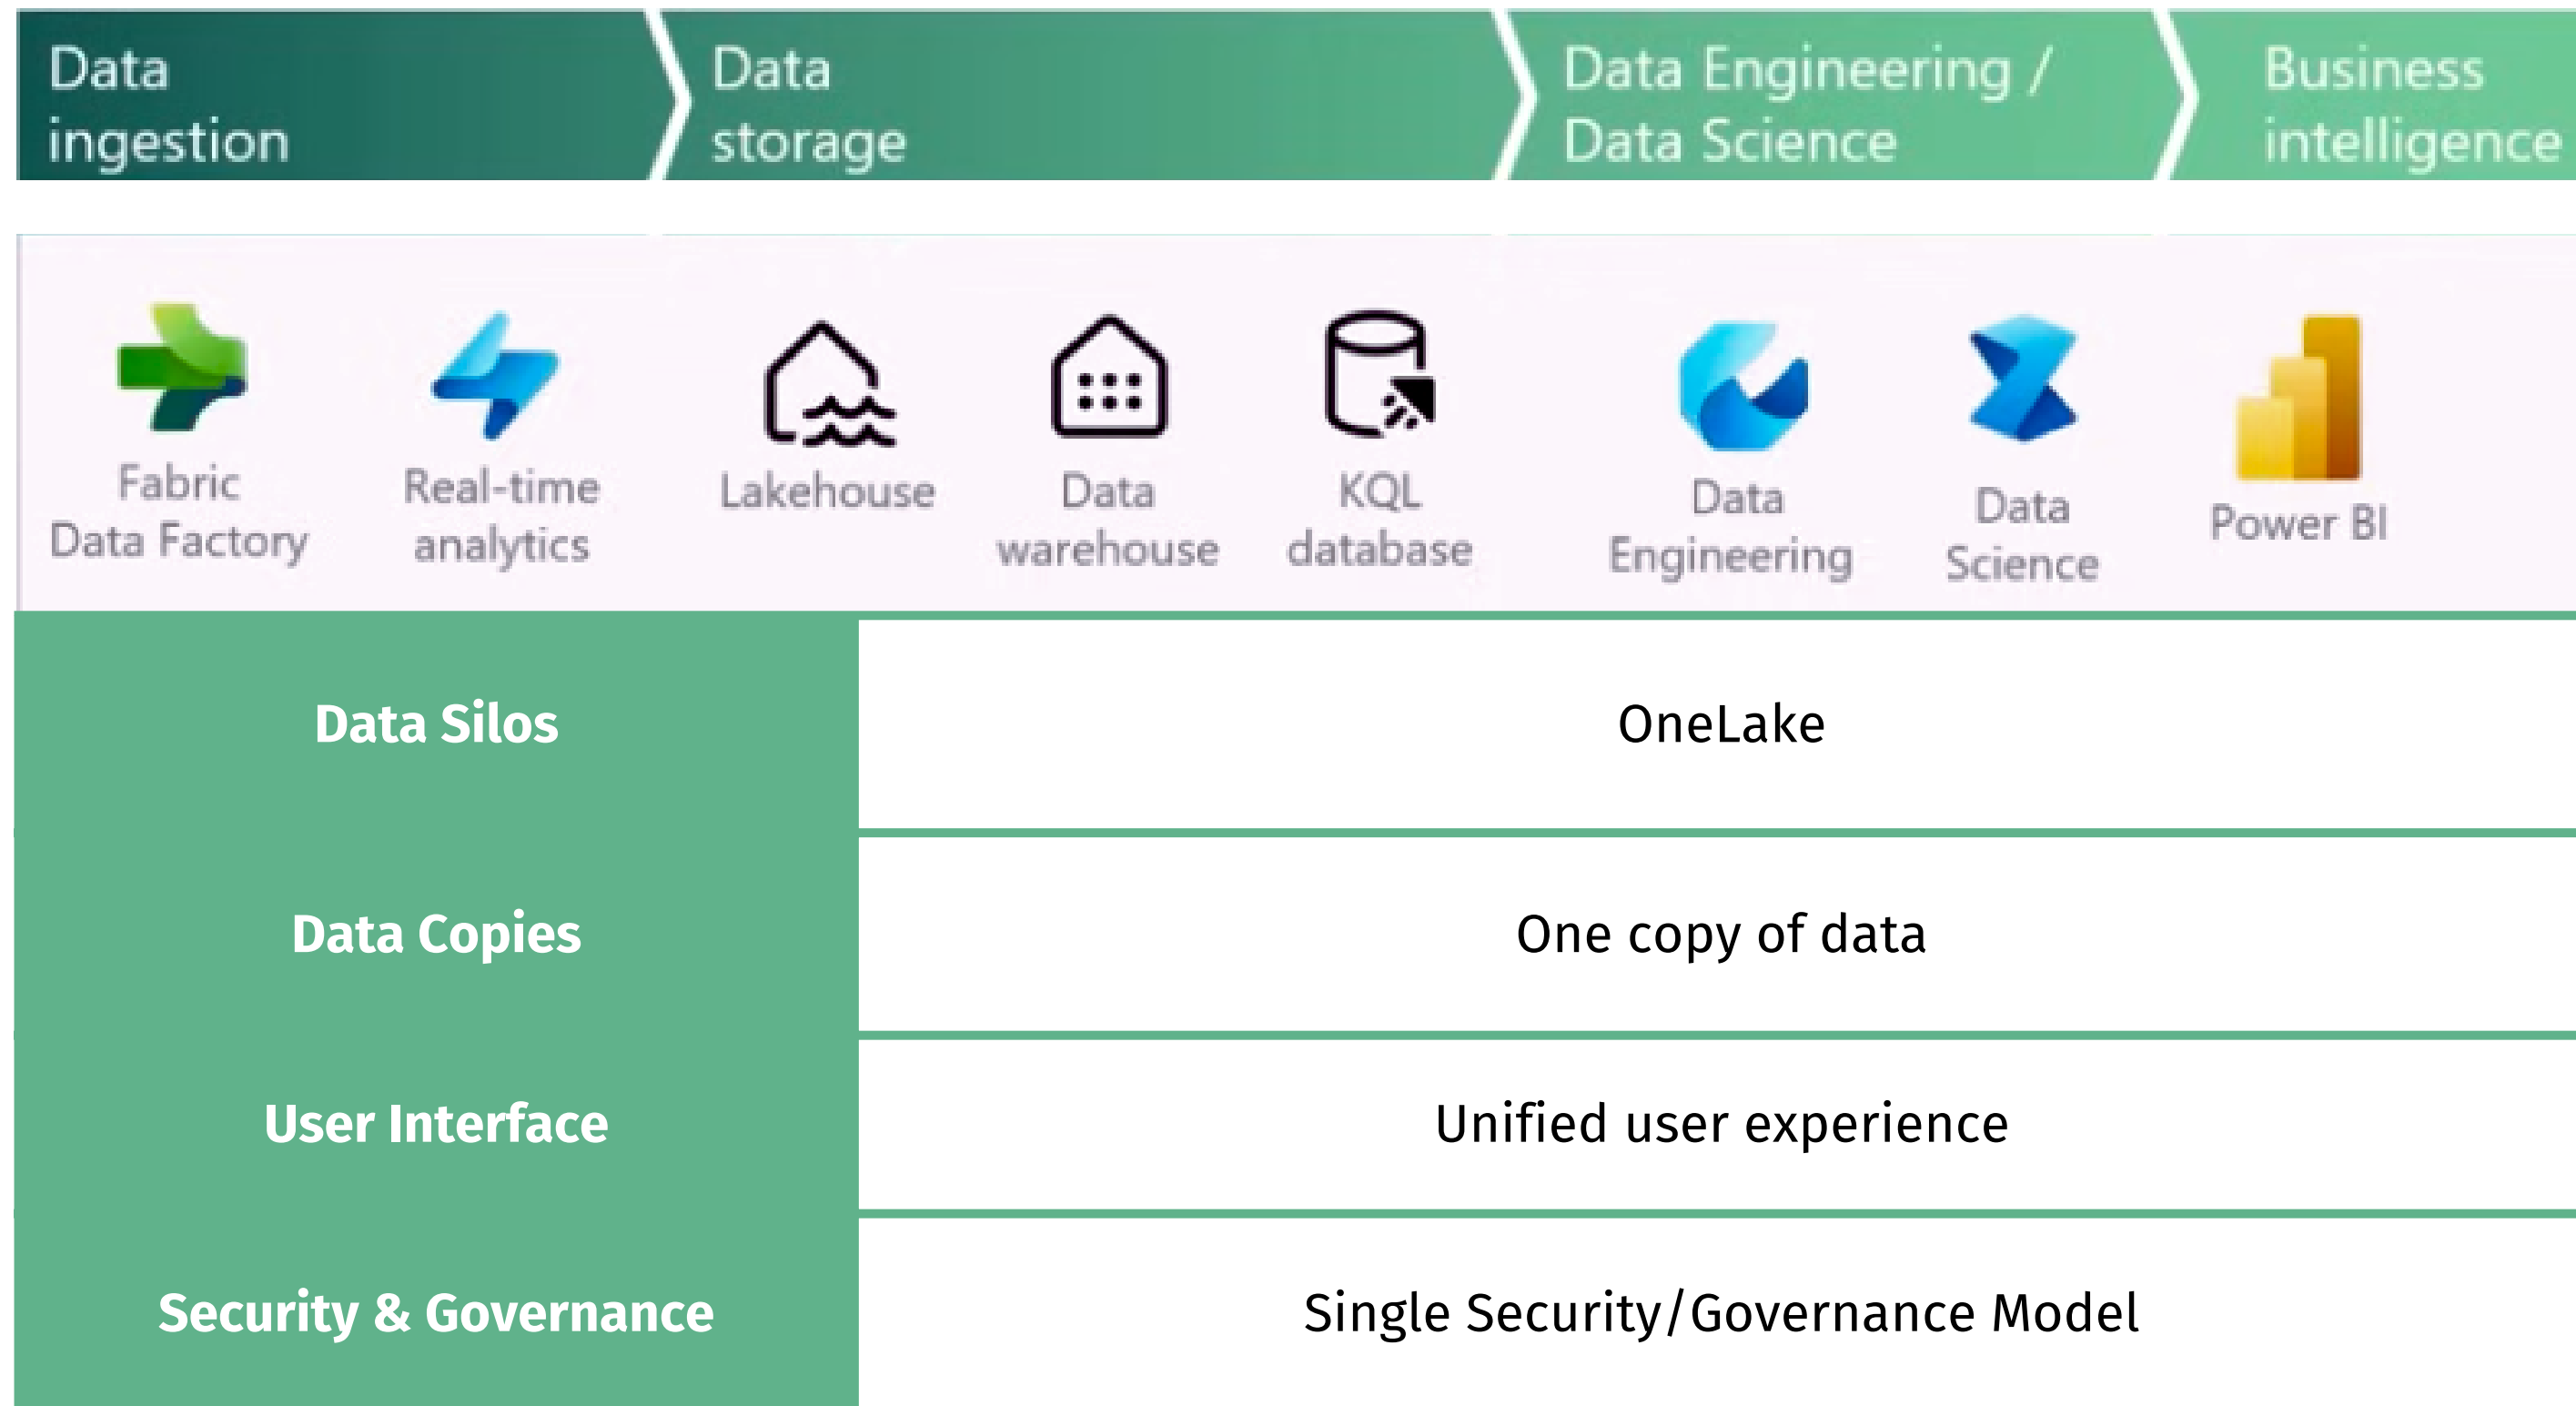 Data
ingestion
Data
storage
Data Engineering /
Data Science
Business
intelligence
Fabric
Data Factory
Real-time
analytics
Lakehouse
Data
warehouse
KQL
database
Data
Engineering
Data
Science
Power BI
Data Silos
OneLake
Data Copies
One copy of data
User Interface
Unified user experience
Security & Governance
Single Security/Governance Model